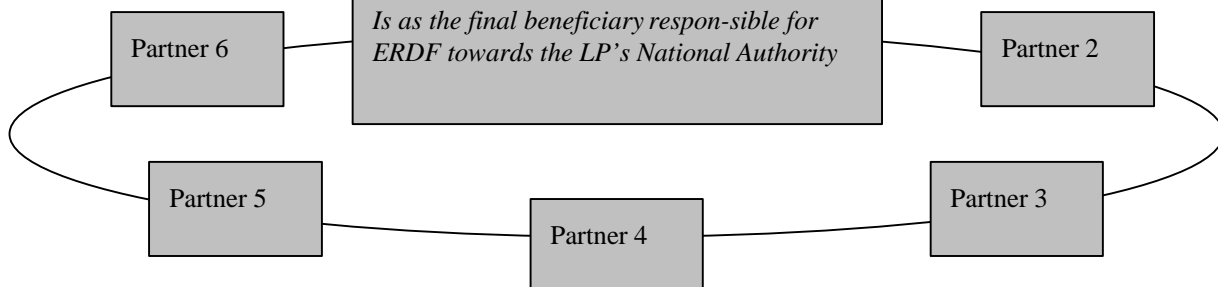 Is as the final beneficiary respon-sible for
ERDF towards the LP’s National Authority
Partner 6
Partner 2
Partner 5
Partner 3
Partner 4